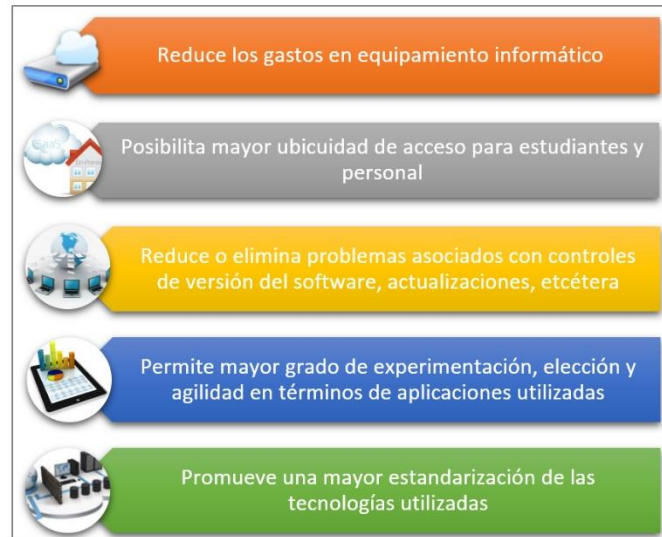 Reduce los gastos en equipamiento informático
Posibilita mayor ubicuidad de acceso para estudiantes y
personal
Reduce o elimina problemas asociados con controles
de versión del software, actualizaciones, etcétera
Permite mayor grado de experimentación, elección y
agilidad en términos de aplicaciones utilizadas
Promueve una mayor estandarización de las
tecnologías utilizadas